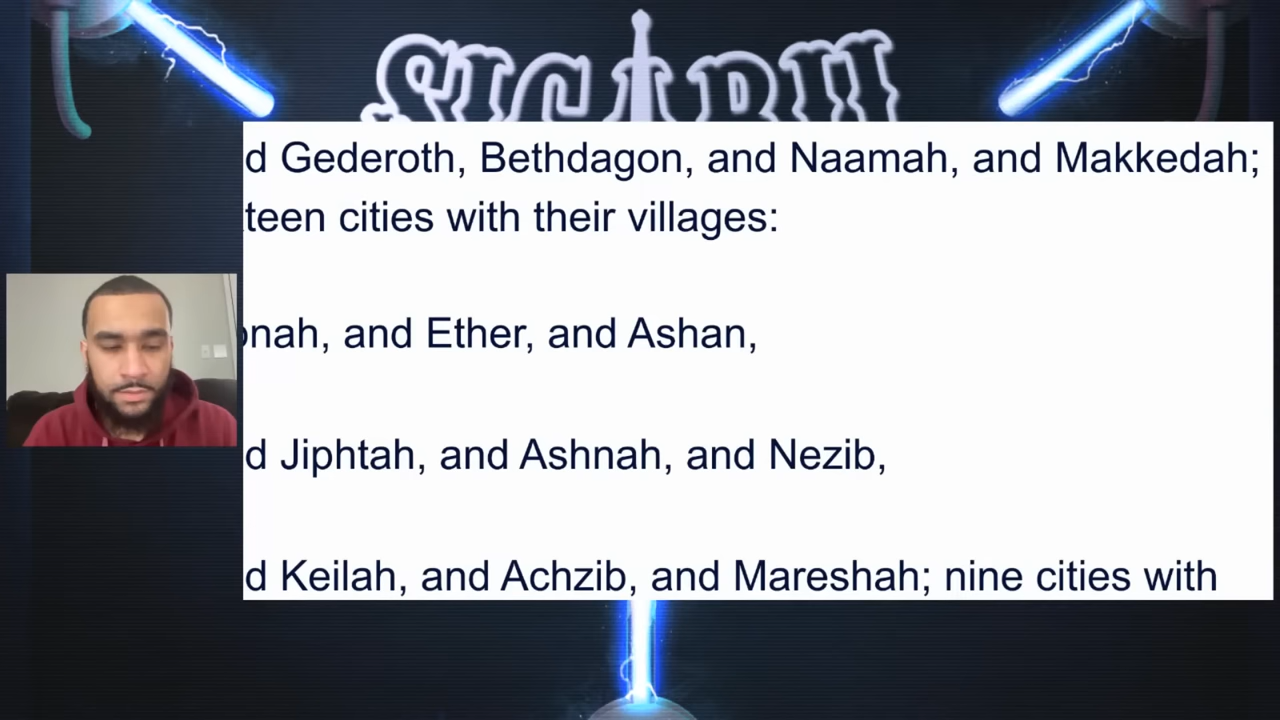 SICARII
d Gederoth, Bethdagon, and Naamah, and Makkedah;
teen cities with their villages:
nah, and Ether, and Ashan,
d Jiphtah, and Ashnah, and Nezib,
d Keilah, and Achzib, and Mareshah; nine cities with